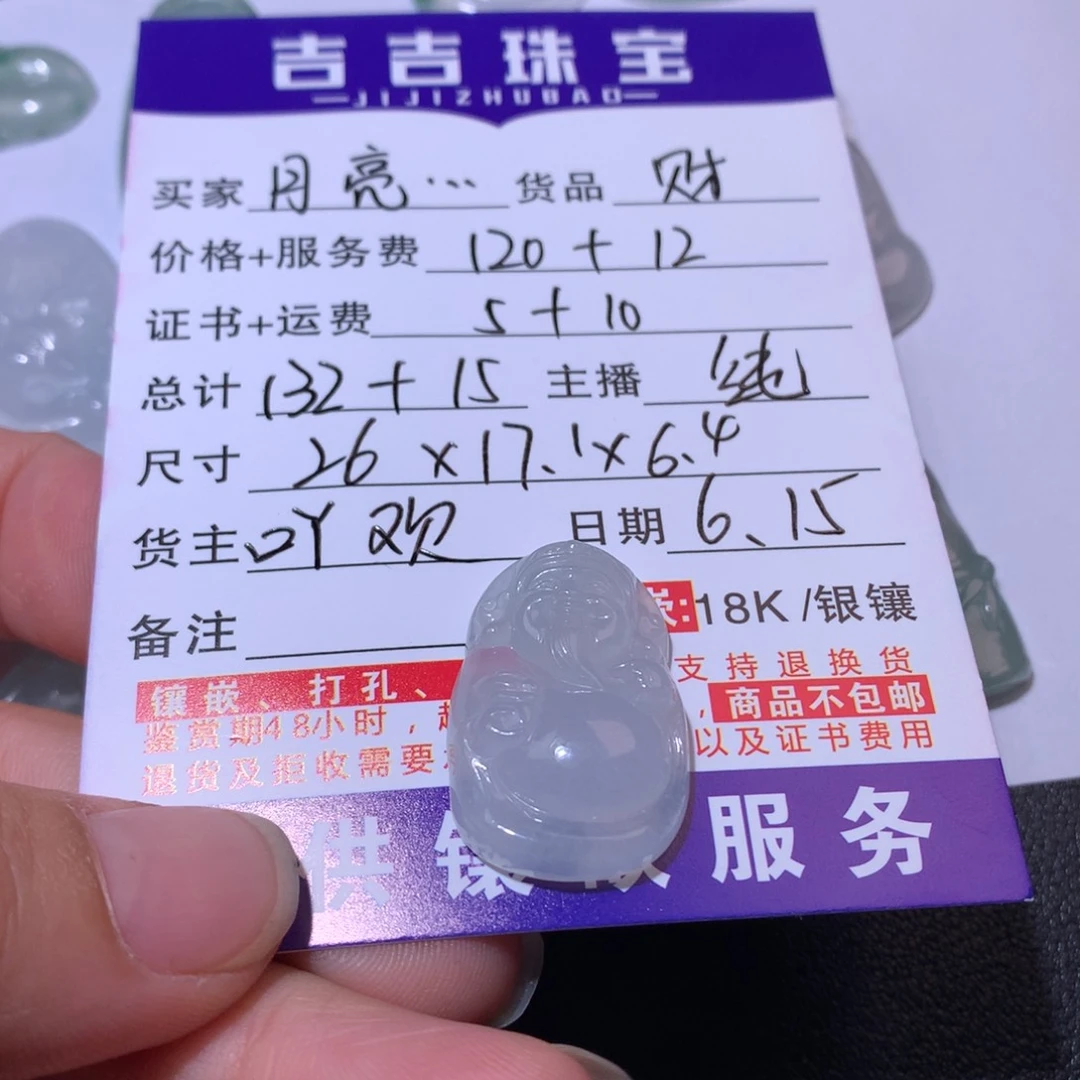 吉吉珠宝
JIJIZHUBAO
买家 月亮… 货品 财
价格+服务费 120 + 12
证书+运费 5 + 10
总计 132 + 15 主播 纯
尺寸 26 x 17.1 x 6.4
货主 吖欢 日期 6、15
备注 嵌:18K/银镶
镶嵌、打孔、 支持退换货
鉴赏期48小时， ，商品不包邮
退货及拒收需要 以及证书费用
供镶 服务